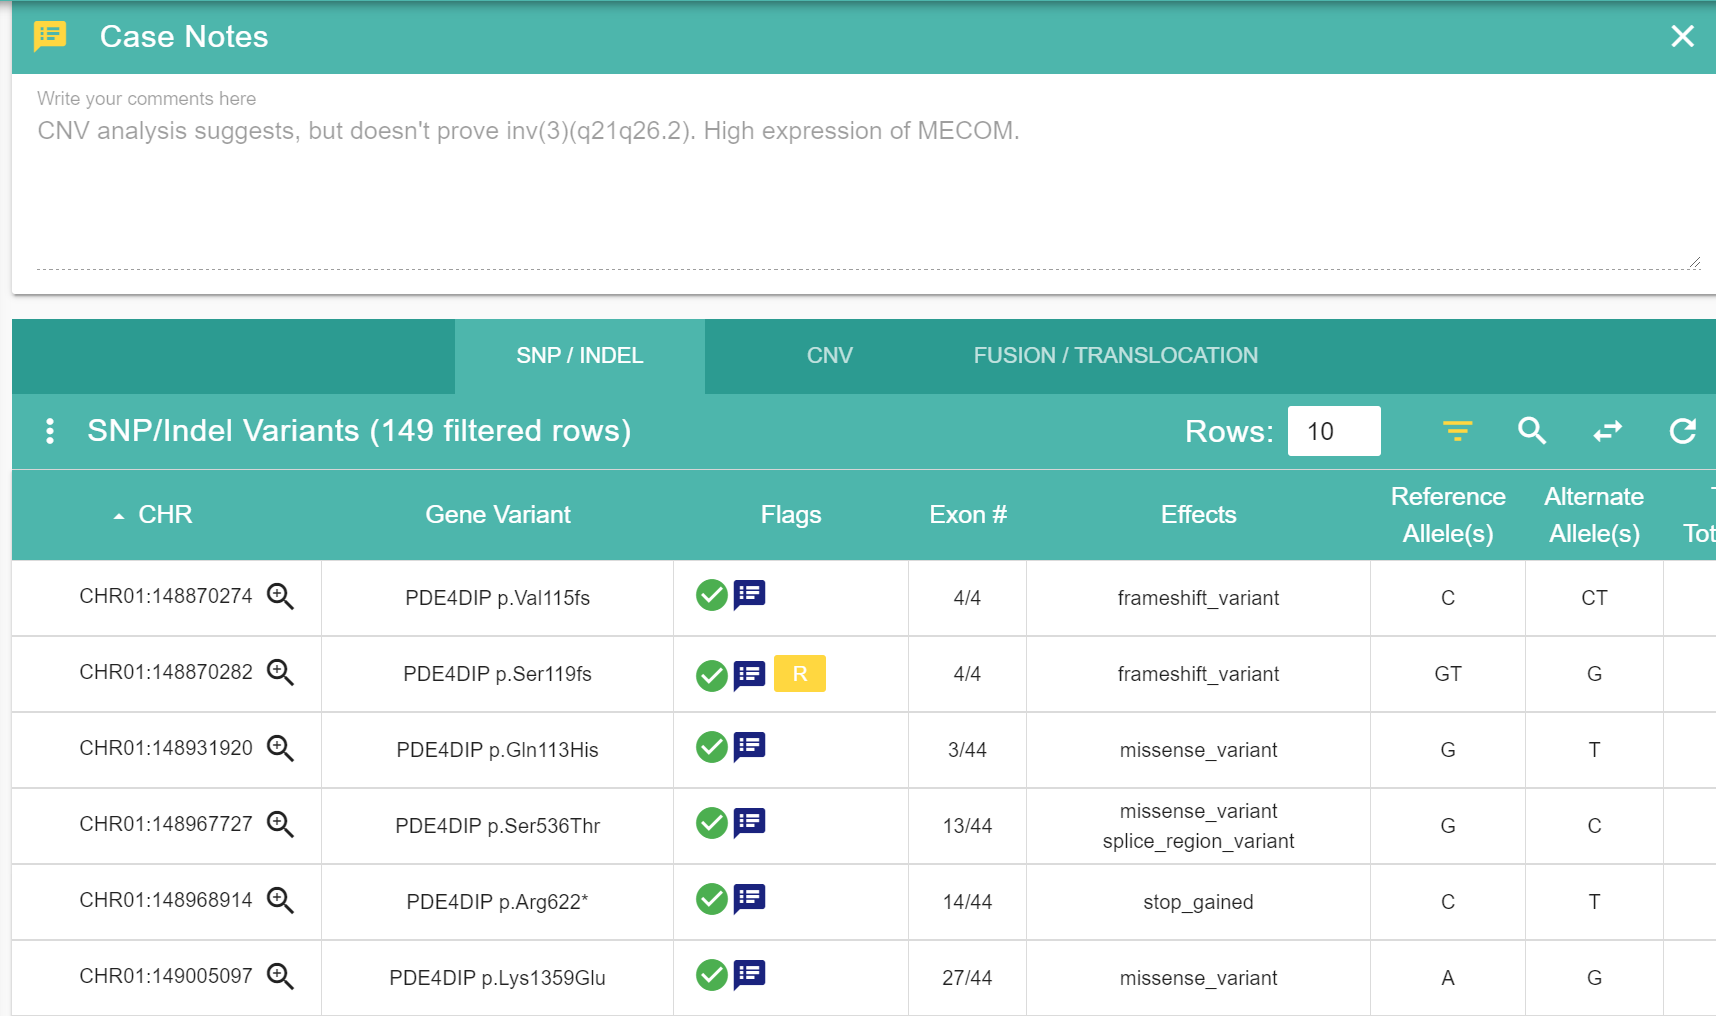 Case Notes
Write your comments here
CNV analysis suggests, but doesn't prove inv(3)(q21q26.2). High expression of MECOM.
SNP / INDEL CNV FUSION / TRANSLOCATION
SNP/Indel Variants (149 filtered rows) Rows: 10
CHR Gene Variant Flags Exon # Effects Reference Allele(s) Alternate Allele(s)
CHR01:148870274 PDE4DIP p.Val115fs 4/4 frameshift_variant C CT
CHR01:148870282 PDE4DIP p.Ser119fs R 4/4 frameshift_variant GT G
CHR01:148931920 PDE4DIP p.Gln113His 3/44 missense_variant G T
CHR01:148967727 PDE4DIP p.Ser536Thr 13/44 missense_variant splice_region_variant G C
CHR01:148968914 PDE4DIP p.Arg622* 14/44 stop_gained C T
CHR01:149005097 PDE4DIP p.Lys1359Glu 27/44 missense_variant A G